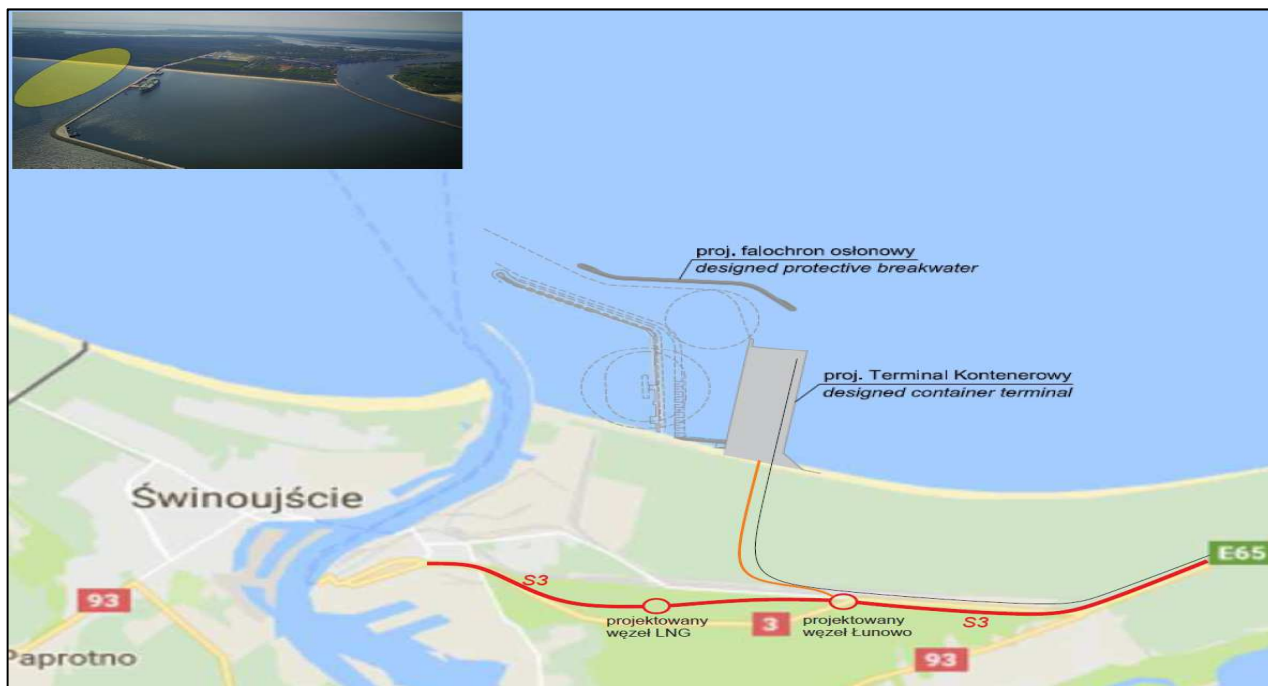 proj. falochron osłonowy
designed protective breakwater
proj. Terminal Kontenerowy
designed container terminal
Świnoujście
E65
S3
93
projektowany
węzeł LNG
3
projektowany
węzeł Łunowo
S3
93
Paprotno